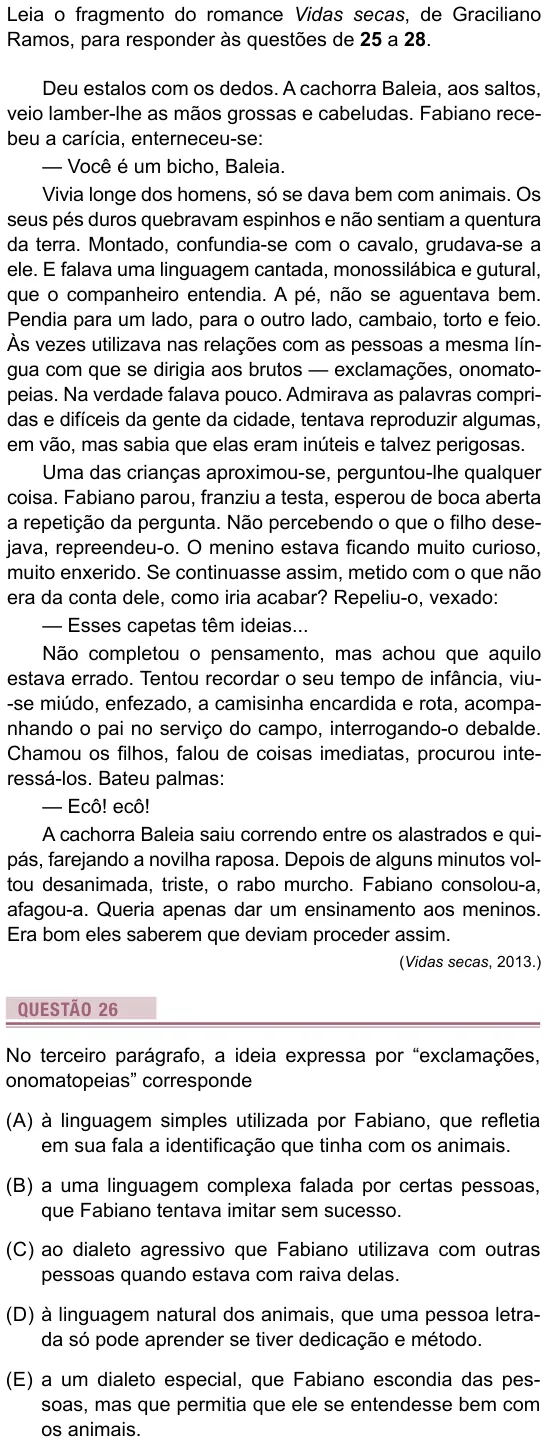 Leia o fragmento do romance Vidas secas, de Graciliano
Ramos, para responder às questões de 25 a 28.
Deu estalos com os dedos. A cachorra Baleia, aos saltos,
veio lamber-lhe as mãos grossas e cabeludas. Fabiano rece-
beu a carícia, enterneceu-se:
— Você é um bicho, Baleia.
Vivia longe dos homens, só se dava bem com animais. Os
seus pés duros quebravam espinhos e não sentiam a quentura
da terra. Montado, confundia-se com o cavalo, grudava-se a
ele. E falava uma linguagem cantada, monossilábica e gutural,
que o companheiro entendia. A pé, não se aguentava bem.
Pendia para um lado, para o outro lado, cambaio, torto e feio.
Às vezes utilizava nas relações com as pessoas a mesma lín-
gua com que se dirigia aos brutos — exclamações, onomato-
peias. Na verdade falava pouco. Admirava as palavras compri-
das e difíceis da gente da cidade, tentava reproduzir algumas,
em vão, mas sabia que elas eram inúteis e talvez perigosas.
Uma das crianças aproximou-se, perguntou-lhe qualquer
coisa. Fabiano parou, franziu a testa, esperou de boca aberta
a repetição da pergunta. Não percebendo o que o filho dese-
java, repreendeu-o. O menino estava ficando muito curioso,
muito enxerido. Se continuasse assim, metido com o que não
era da conta dele, como iria acabar? Repeliu-o, vexado:
— Esses capetas têm ideias...
Não completou o pensamento, mas achou que aquilo
estava errado. Tentou recordar o seu tempo de infância, viu-
-se miúdo, enfezado, a camisinha encardida e rota, acompa-
nhando o pai no serviço do campo, interrogando-o debalde.
Chamou os filhos, falou de coisas imediatas, procurou inte-
ressá-los. Bateu palmas:
— Ecô! ecô!
A cachorra Baleia saiu correndo entre os alastrados e qui-
pás, farejando a novilha raposa. Depois de alguns minutos vol-
tou desanimada, triste, o rabo murcho. Fabiano consolou-a,
afagou-a. Queria apenas dar um ensinamento aos meninos.
Era bom eles saberem que deviam proceder assim.
(Vidas secas, 2013.)
QUESTÃO 26
No terceiro parágrafo, a ideia expressa por “exclamações,
onomatopeias” corresponde
(A) à linguagem simples utilizada por Fabiano, que refletia
em sua fala a identificação que tinha com os animais.
(B) a uma linguagem complexa falada por certas pessoas,
que Fabiano tentava imitar sem sucesso.
(C) ao dialeto agressivo que Fabiano utilizava com outras
pessoas quando estava com raiva delas.
(D) à linguagem natural dos animais, que uma pessoa letra-
da só pode aprender se tiver dedicação e método.
(E) a um dialeto especial, que Fabiano escondia das pes-
soas, mas que permitia que ele se entendesse bem com
os animais.